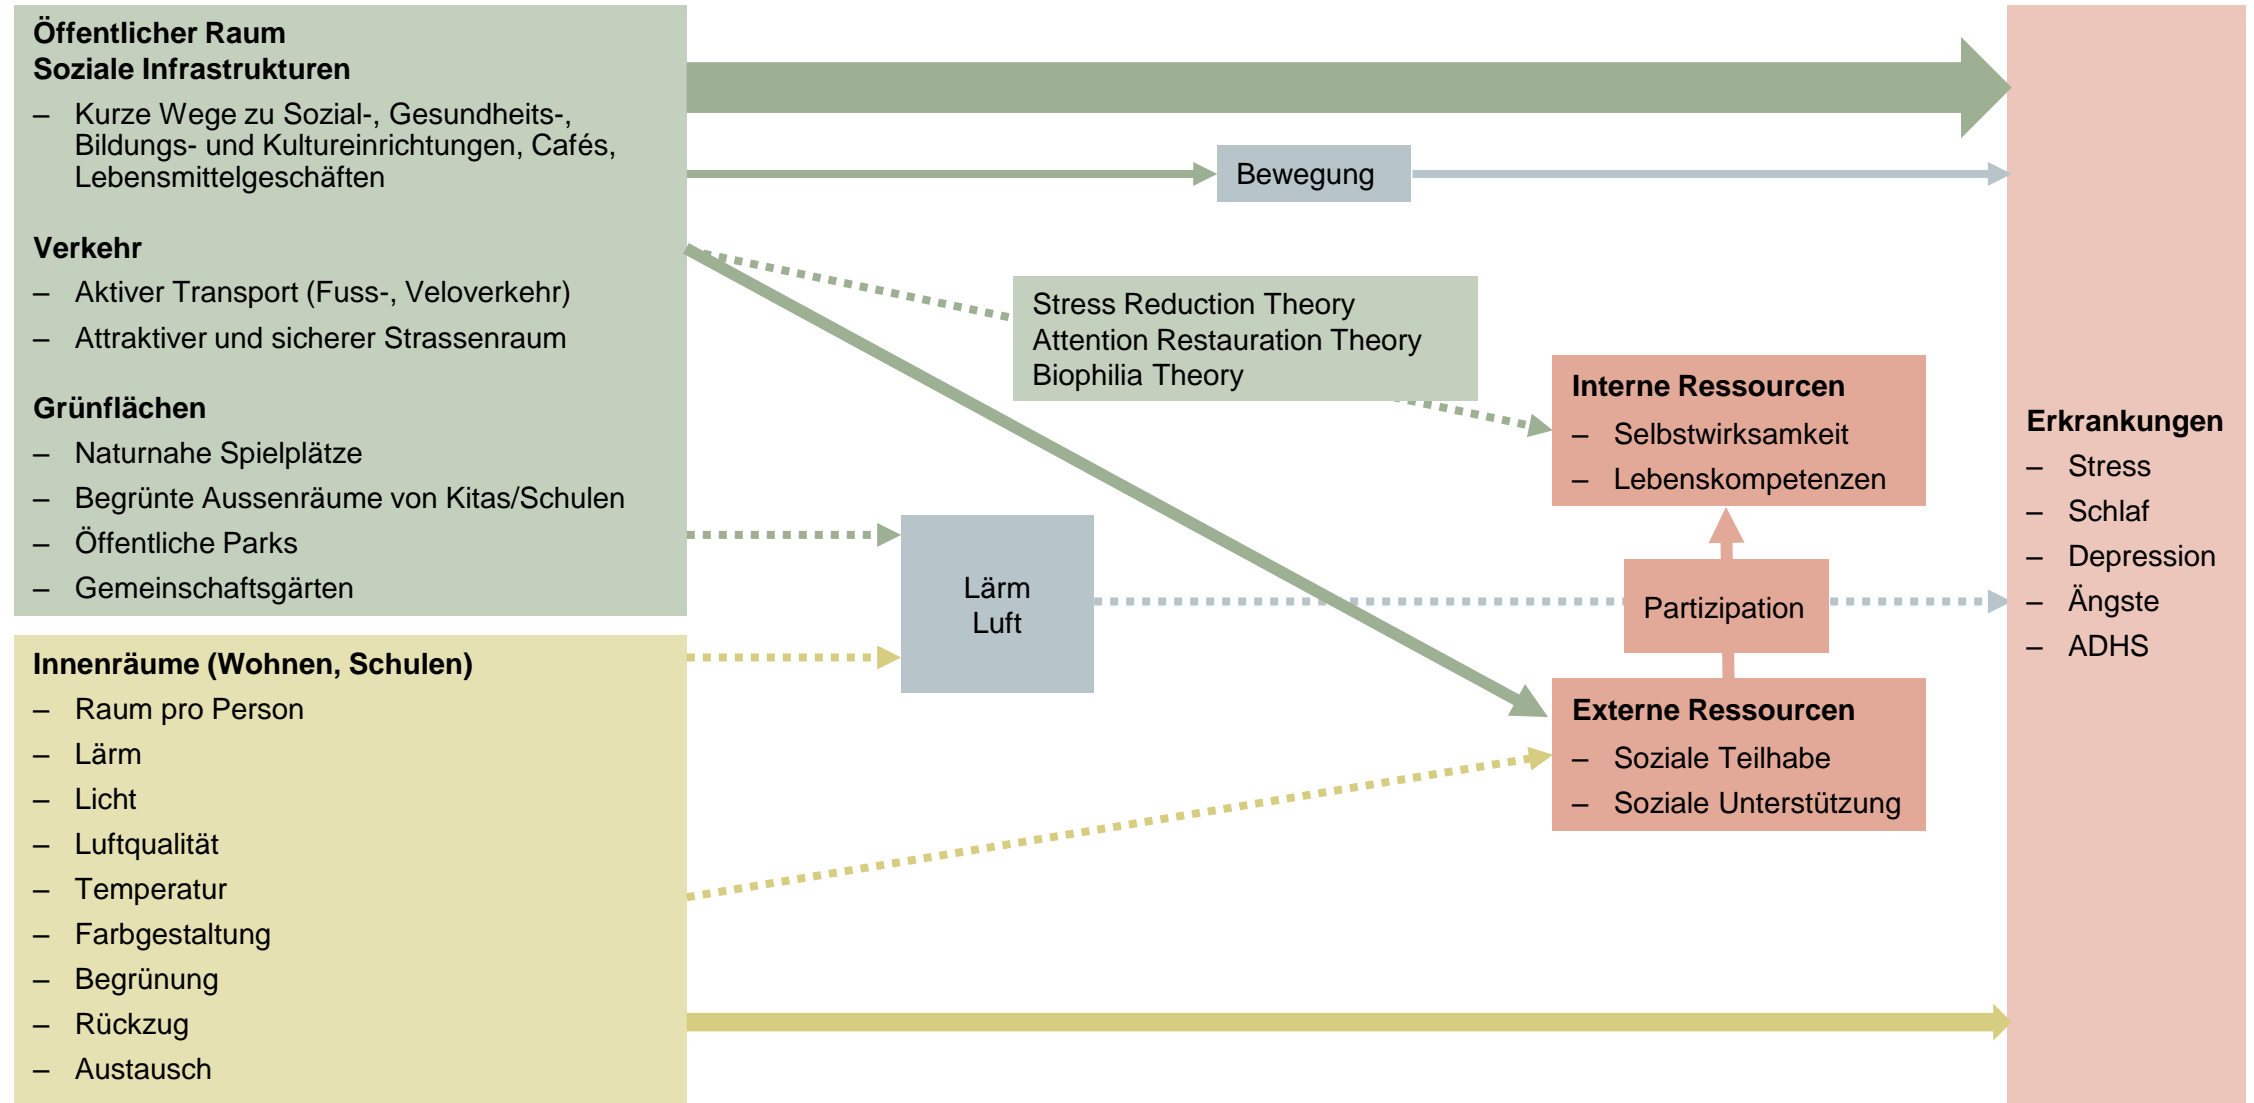 Öffentlicher Raum
Soziale Infrastrukturen
– Kurze Wege zu Sozial-, Gesundheits-,
Bildungs- und Kultureinrichtungen, Cafés,
Lebensmittelgeschäften
Verkehr
– Aktiver Transport (Fuss-, Veloverkehr)
– Attraktiver und sicherer Strassenraum
Grünflächen
– Naturnahe Spielplätze
– Begrünte Aussenräume von Kitas/Schulen
– Öffentliche Parks
– Gemeinschaftsgärten
Innenräume (Wohnen, Schulen)
– Raum pro Person
– Lärm
– Licht
– Luftqualität
– Temperatur
– Farbgestaltung
– Begrünung
– Rückzug
– Austausch
Bewegung
Stress Reduction Theory
Attention Restauration Theory
Biophilia Theory
Lärm
Luft
Interne Ressourcen
– Selbstwirksamkeit
– Lebenskompetenzen
Partizipation
Externe Ressourcen
– Soziale Teilhabe
– Soziale Unterstützung
Erkrankungen
– Stress
– Schlaf
– Depression
– Ängste
– ADHS